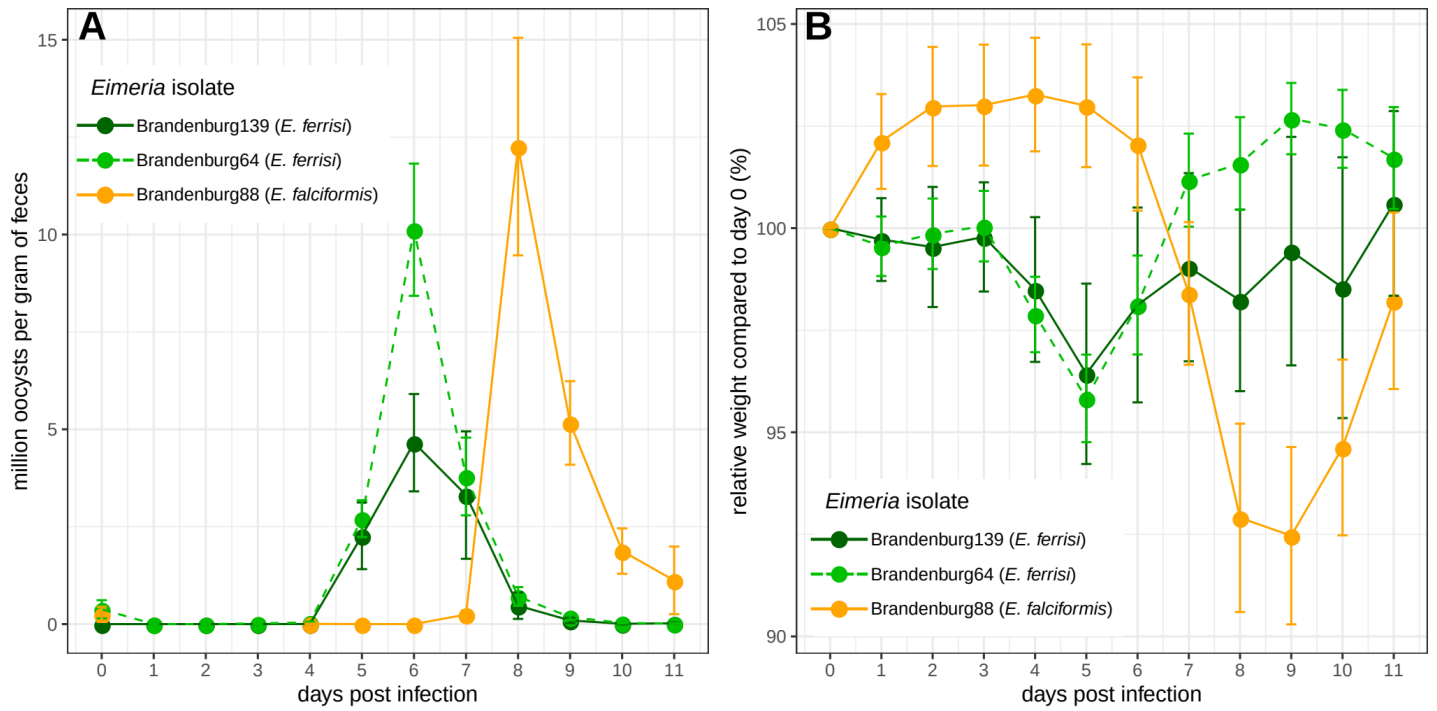 A
15
10
5
0
million oocysts per gram of feces
Eimeria isolate
Brandenburg139 (E. ferrisi)
Brandenburg64 (E. ferrisi)
Brandenburg88 (E. falciformis)
0 1 2 3 4 5 6 7 8 9 10 11
days post infection
B
105
100
95
90
relative weight compared to day 0 (%)
Eimeria isolate
Brandenburg139 (E. ferrisi)
Brandenburg64 (E. ferrisi)
Brandenburg88 (E. falciformis)
0 1 2 3 4 5 6 7 8 9 10 11
days post infection